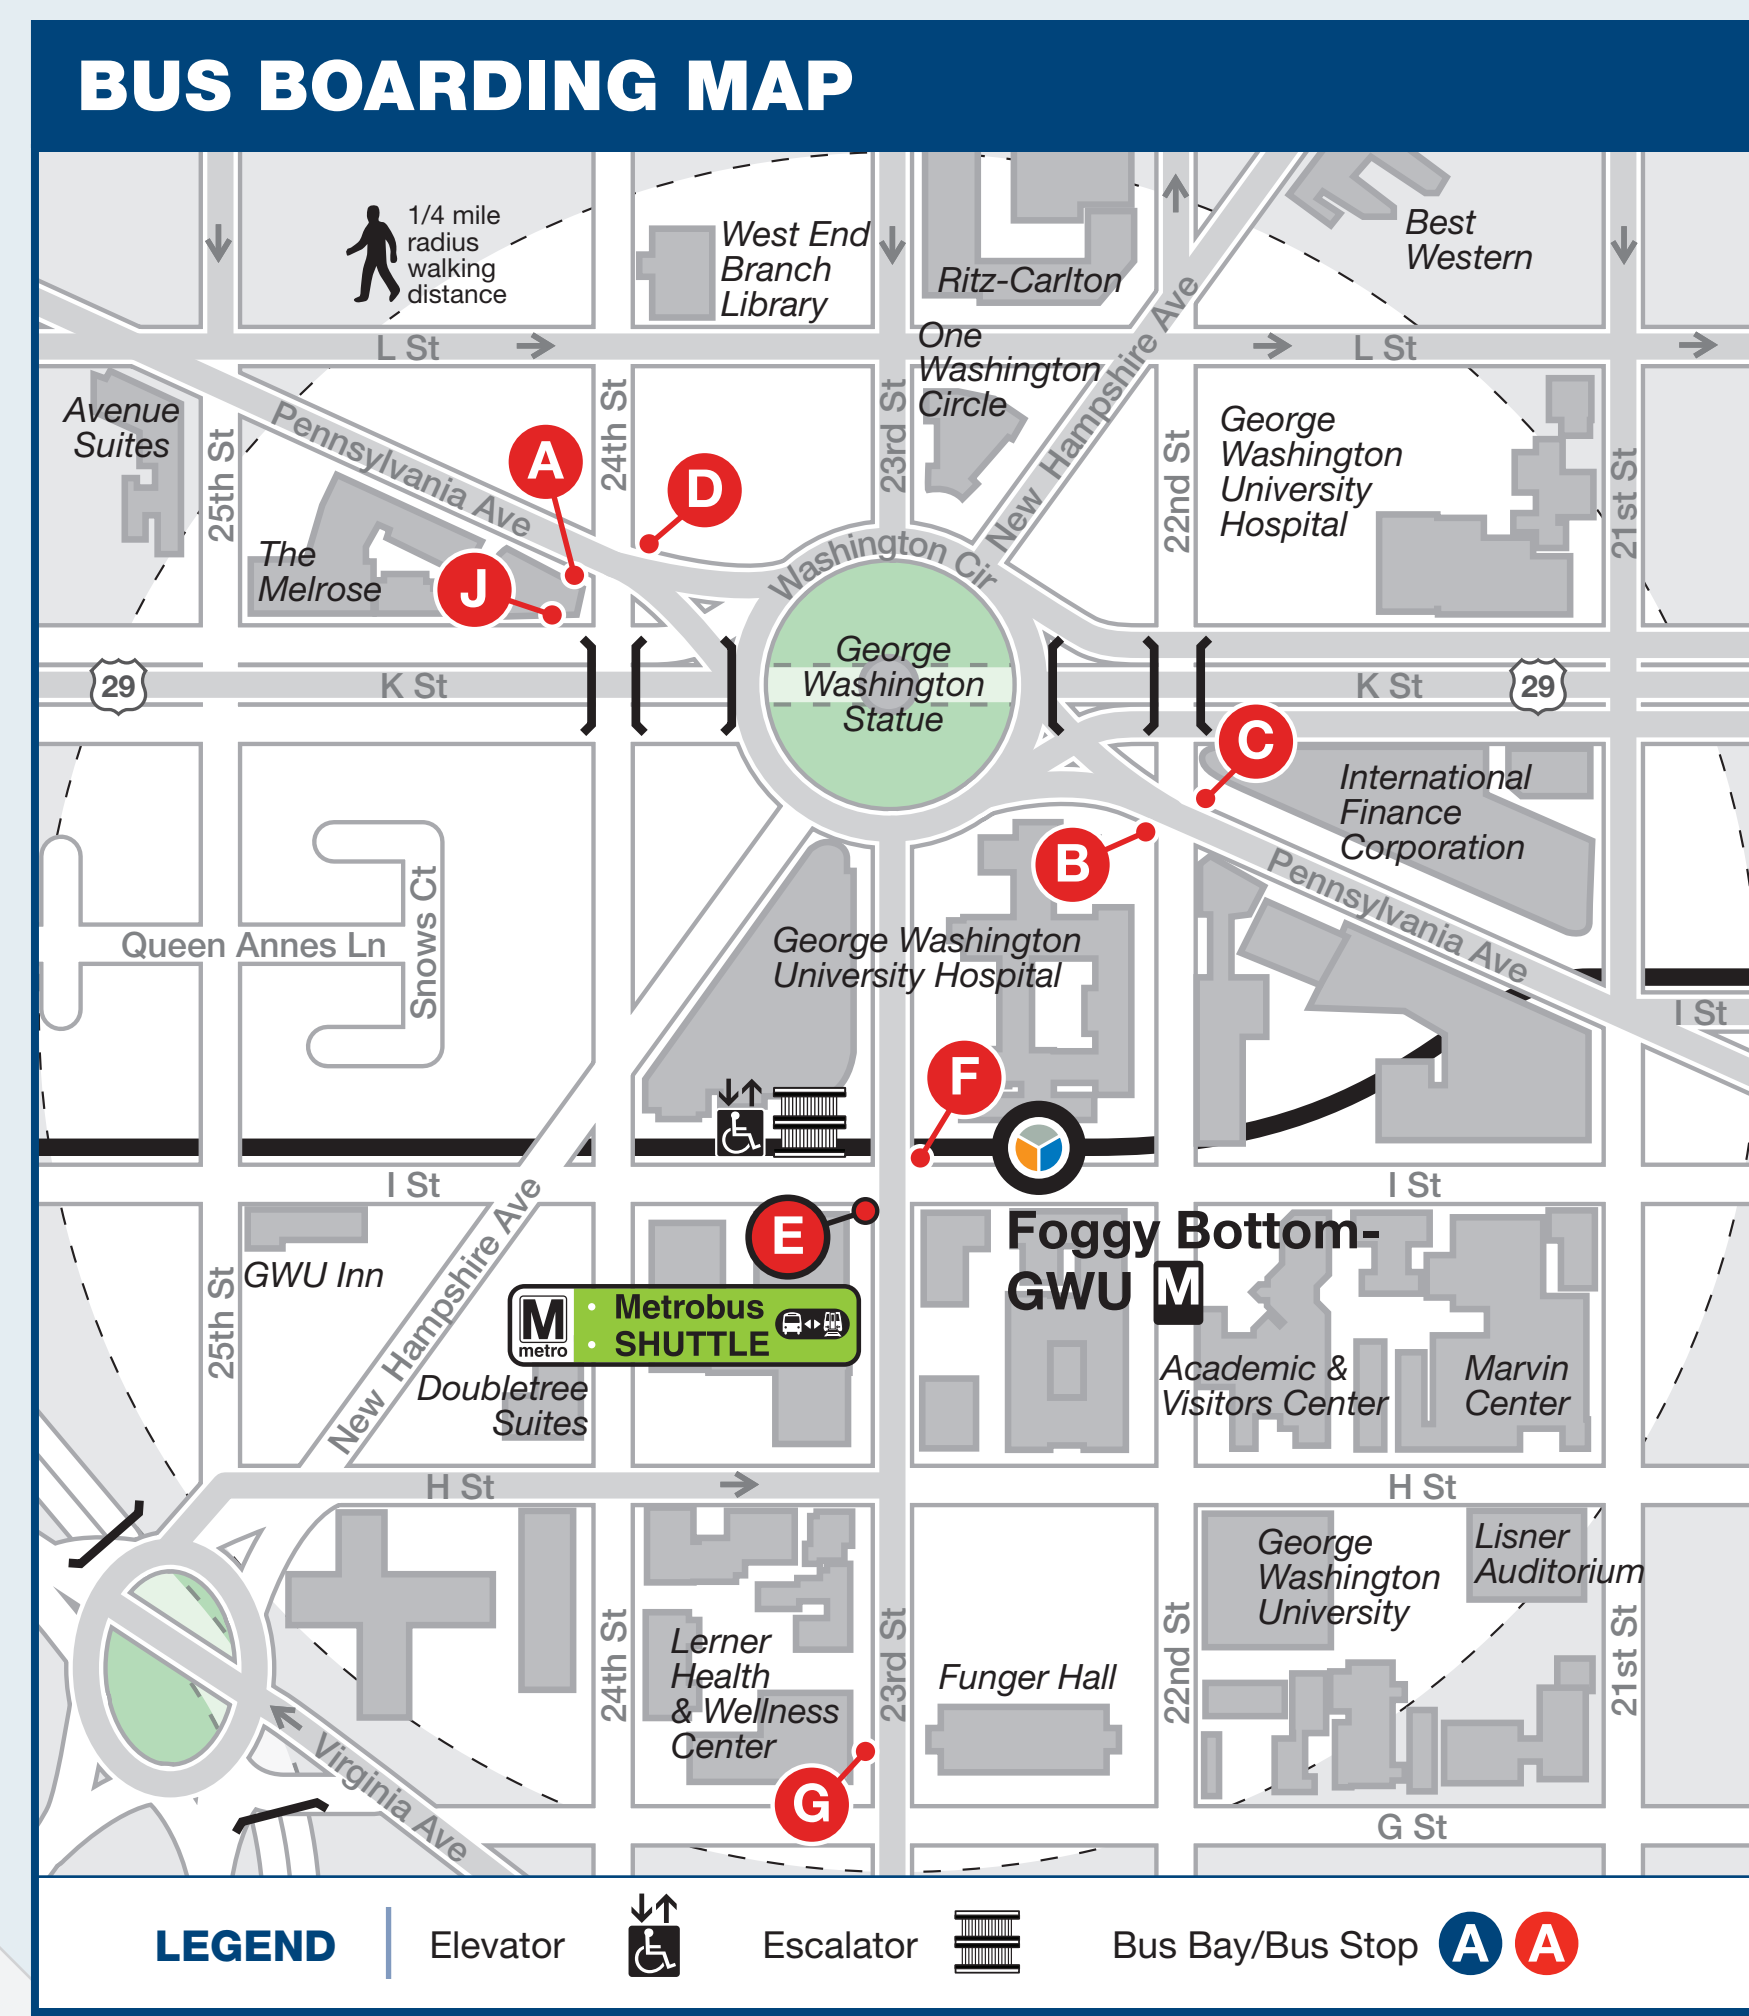 BUS BOARDING MAP
1/4 mile
radius
walking
distance
West End
Branch
Library
Ritz-Carlton
Best
Western
L St
L St
One
Washington
Circle
New Hampshire Ave
Avenue
Suites
25th St
Pennsylvania Ave
24th St
23rd St
22nd St
21st St
George
Washington
University
Hospital
A
D
J
The
Melrose
Washington Cir
George
Washington
Statue
29
K St
K St
29
C
International
Finance
Corporation
B
Pennsylvania Ave
Snows Ct
Queen Annes Ln
George Washington
University Hospital
I St
F
I St
I St
E
Foggy Bottom-
GWU M
GWU Inn
25th St
New Hampshire Ave
M
metro
· Metrobus
· SHUTTLE
Doubletree
Suites
Academic &
Visitors Center
Marvin
Center
H St
H St
George
Washington
University
Lisner
Auditorium
24th St
Lerner
Health
& Wellness
Center
23rd St
Funger Hall
22nd St
21st St
Virginia Ave
G
G St
LEGEND
Elevator
Escalator
Bus Bay/Bus Stop A A